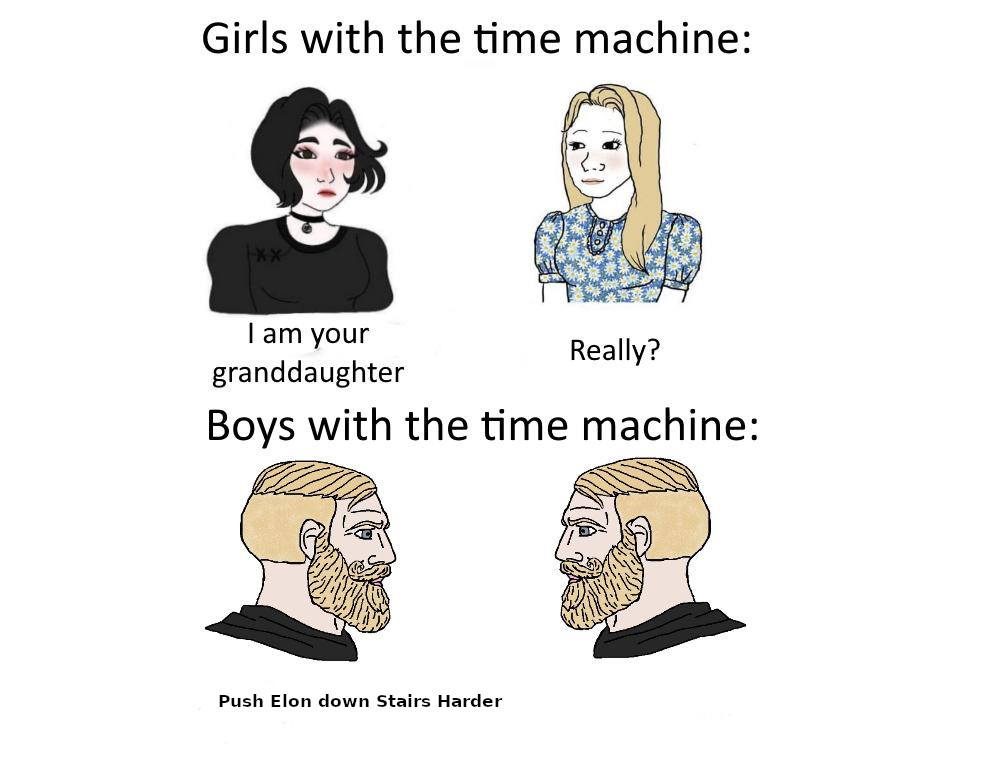 Girls with the time machine:
I am your
granddaughter
Really?
Boys with the time machine:
Push Elon down Stairs Harder